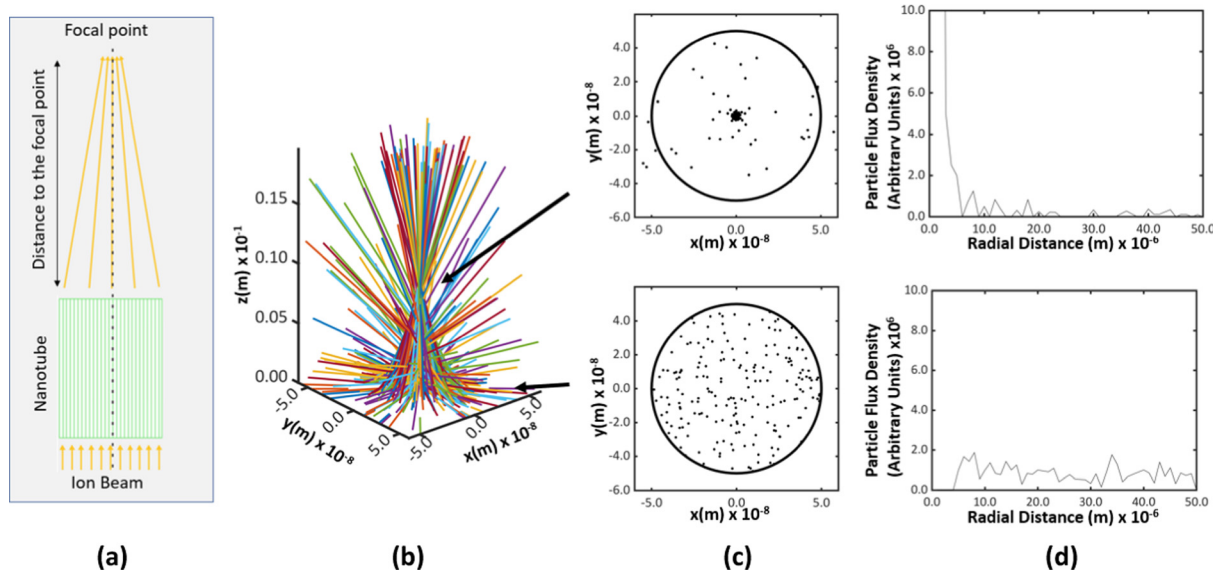 Focal point
Distance to the focal point
Nanotube
Ion Beam
(a)
z(m) x 10⁻¹
0.15
0.10
0.05
0.00
-5.0
0.0
5.0
y(m) x 10⁻⁸
-5.0
0.0
5.0
x(m) x 10⁻⁸
(b)
y(m) x 10⁻⁸
4.0
2.0
0.0
-2.0
-4.0
-6.0
-5.0 0.0 5.0
x(m) x 10⁻⁸
y(m) x 10⁻⁸
4.0
2.0
0.0
-2.0
-4.0
-6.0
-5.0 0.0 5.0
x(m) x 10⁻⁸
(c)
Particle Flux Density
(Arbitrary Units) x 10⁶
10.0
8.0
6.0
4.0
2.0
0.0
0.0 10.0 20.0 30.0 40.0 50.0
Radial Distance (m) x 10⁻⁶
Particle Flux Density
(Arbitrary Units) x10⁶
10.0
8.0
6.0
4.0
2.0
0.0
0.0 10.0 20.0 30.0 40.0 50.0
Radial Distance (m) x 10⁻⁶
(d)